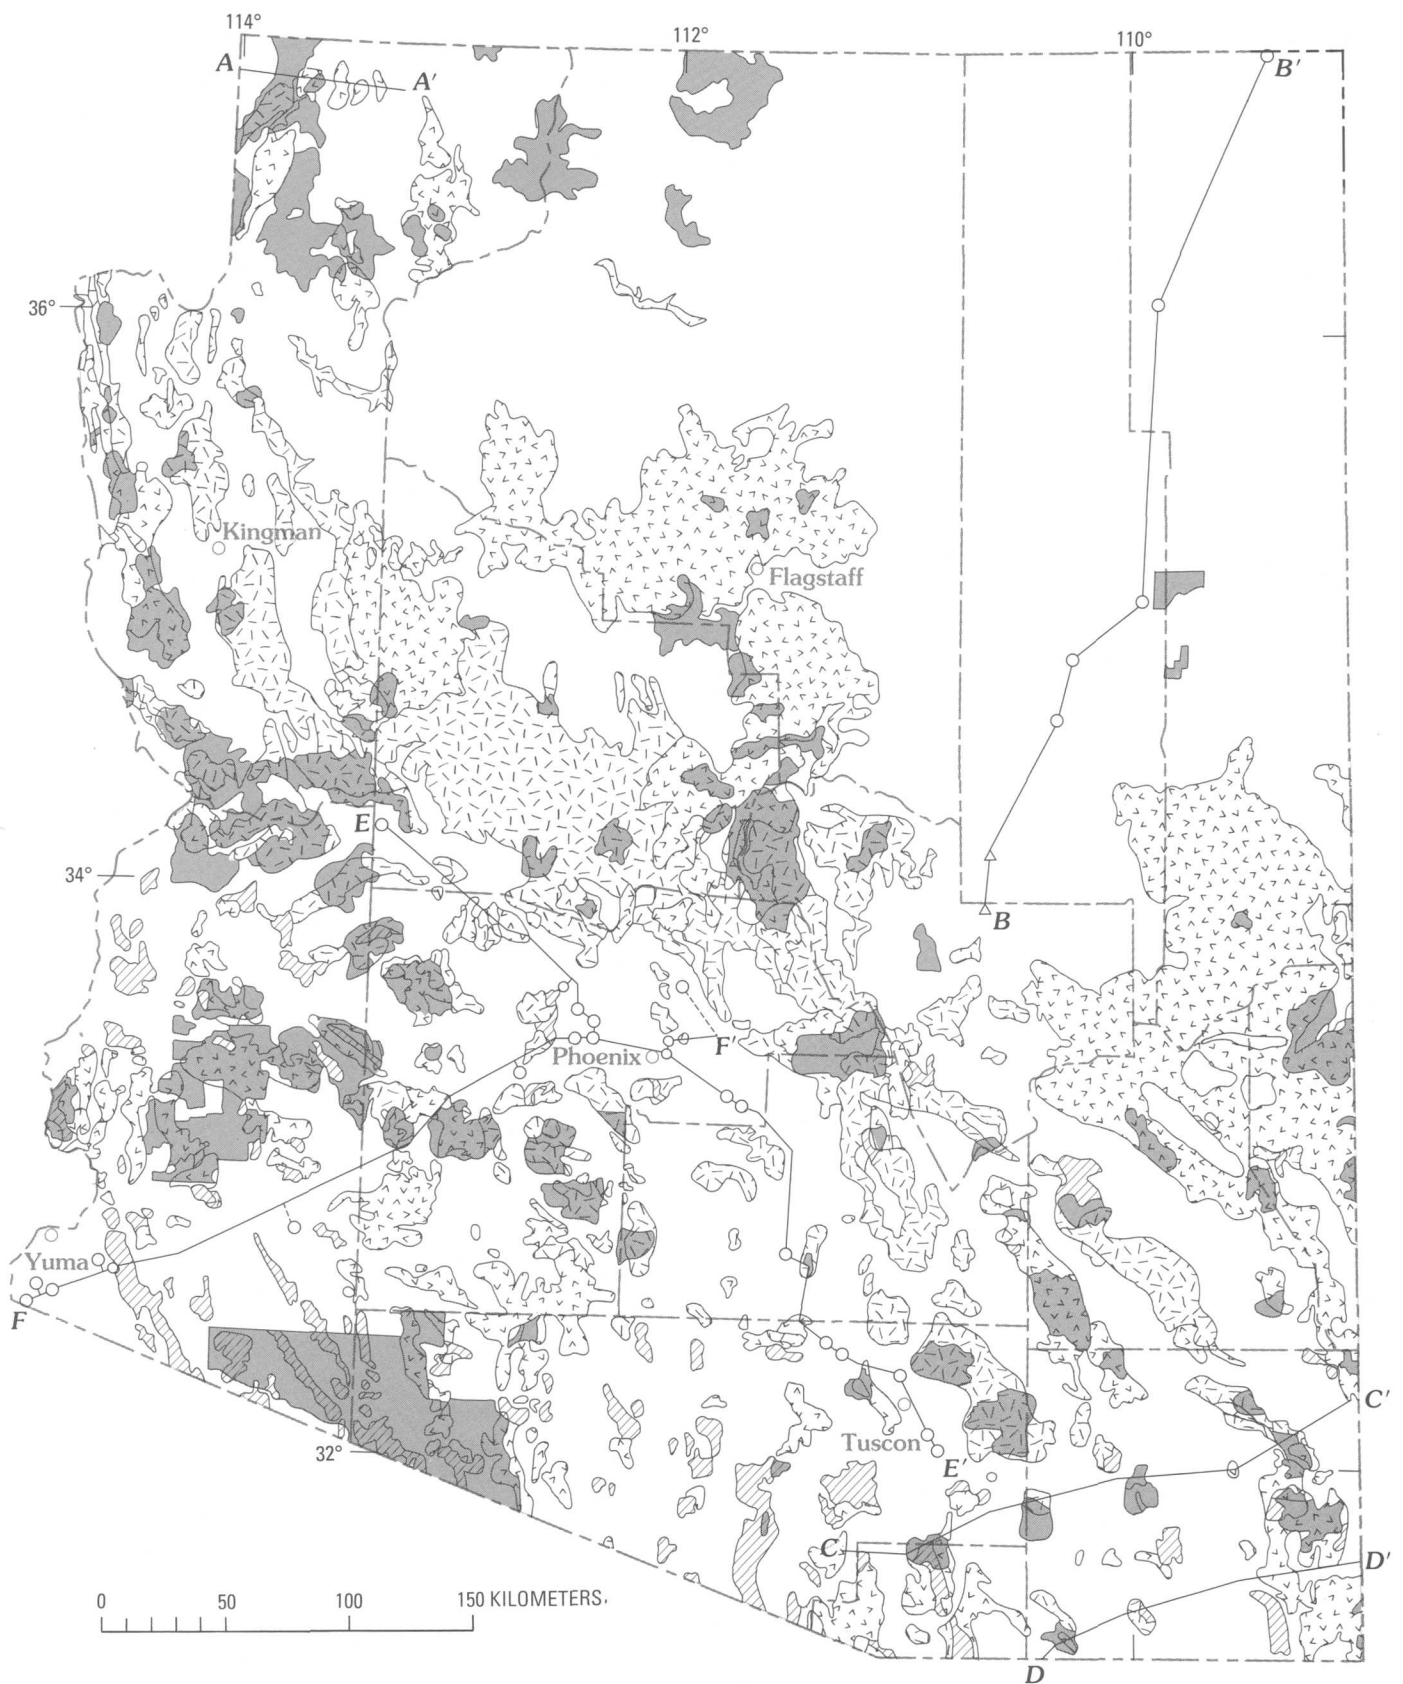 114°
112°
110°
A
A'
B'
36°
Kingman
Flagstaff
E
34°
B
F'
Phoenix
Yuma
F
C'
32°
Tuscon
E'
C
D'
0 50 100 150 KILOMETERS
D